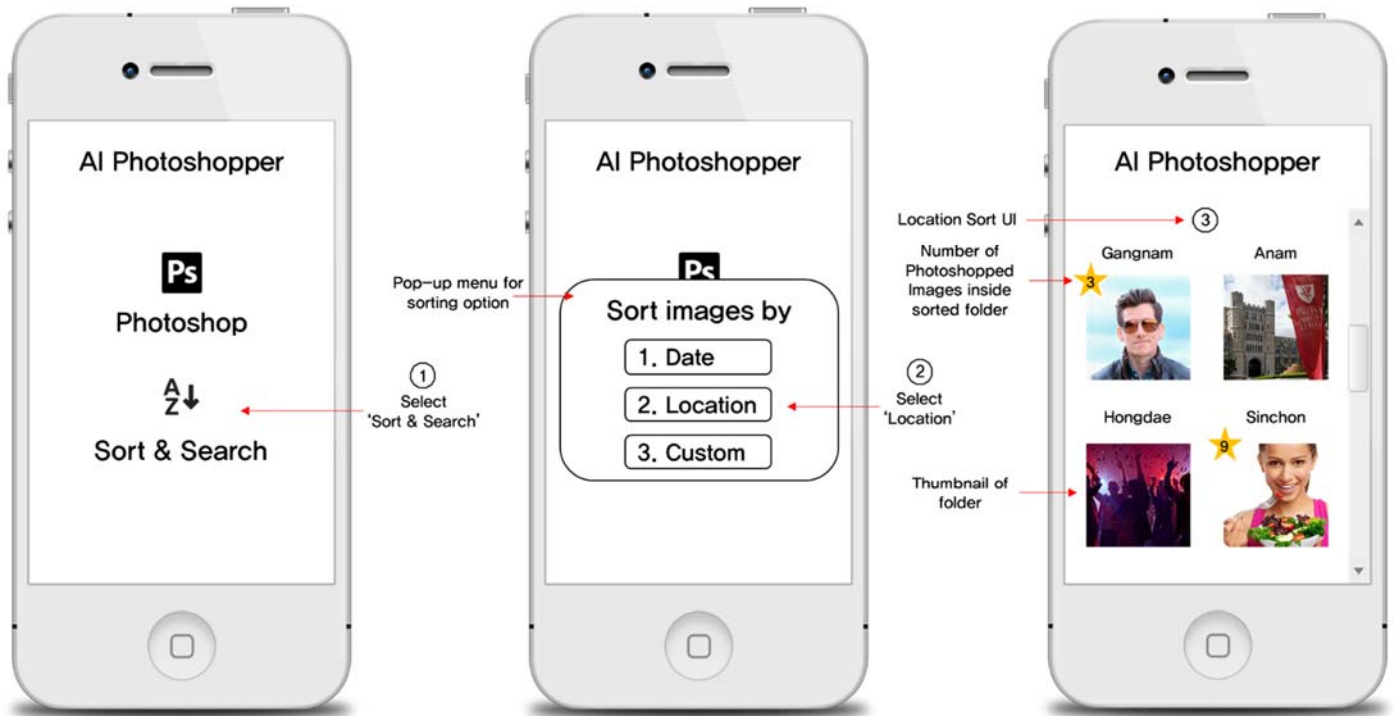 AI Photoshopper
Ps
Photoshop
A
Z
Sort & Search
1
Select
'Sort & Search'
AI Photoshopper
Ps
Pop-up menu for
sorting option
Sort images by
1. Date
2. Location
3. Custom
2
Select
'Location'
AI Photoshopper
Location Sort UI
3
Number of
Photoshopped
Images inside
sorted folder
Gangnam
Anam
3
Hongdae
Sinchon
9
Thumbnail of
folder